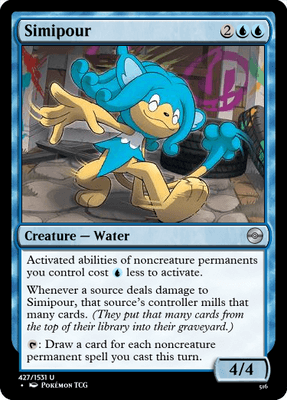 Simipour 2
Creature — Water
Activated abilities of noncreature permanents
you control cost less to activate.
Whenever a source deals damage to
Simipour, that source's controller mills that
many cards. (They put that many cards from
the top of their library into their graveyard.)
: Draw a card for each noncreature
permanent spell you cast this turn.
4/4
427/1531 U
• POKÉMON TCG
516